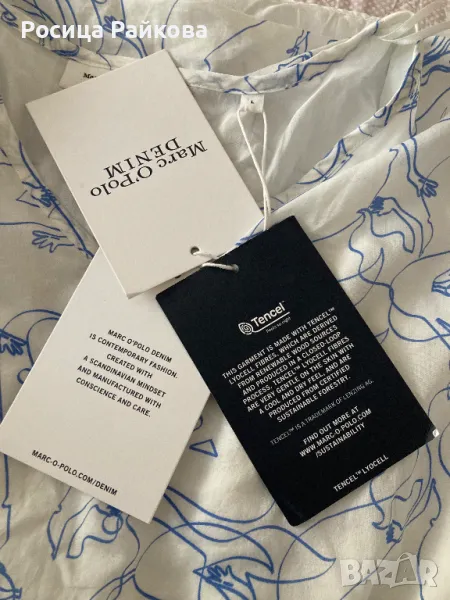 Росица Райкова
L
Marc O'Polo
DENIM
MARC O'POLO DENIM
IS CONTEMPORARY FASHION.
CREATED WITH
A SCANDINAVIAN MINDSET
AND MANUFACTURED WITH
CONSCIENCE AND CARE.
MARC-O-POLO.COM/DENIM
Tencel™
THIS GARMENT IS MADE WITH TENCEL™
LYOCELL FIBRES, WHICH ARE DERIVED
FROM RENEWABLE WOOD SOURCES
AND PRODUCED IN A CLOSED-LOOP
PROCESS. TENCEL™ LYOCELL FIBRES
ARE VERY GENTLE ON THE SKIN WITH
A COOL AND DRY FEEL, AND ARE
PRODUCED FROM CERTIFIED
SUSTAINABLE FORESTRY
TENCEL™ IS A TRADEMARK OF LENZING AG.
FIND OUT MORE AT
WWW.MARC-O-POLO.COM
/SUSTAINABILITY
TENCEL™ LYOCELL
BAZAR